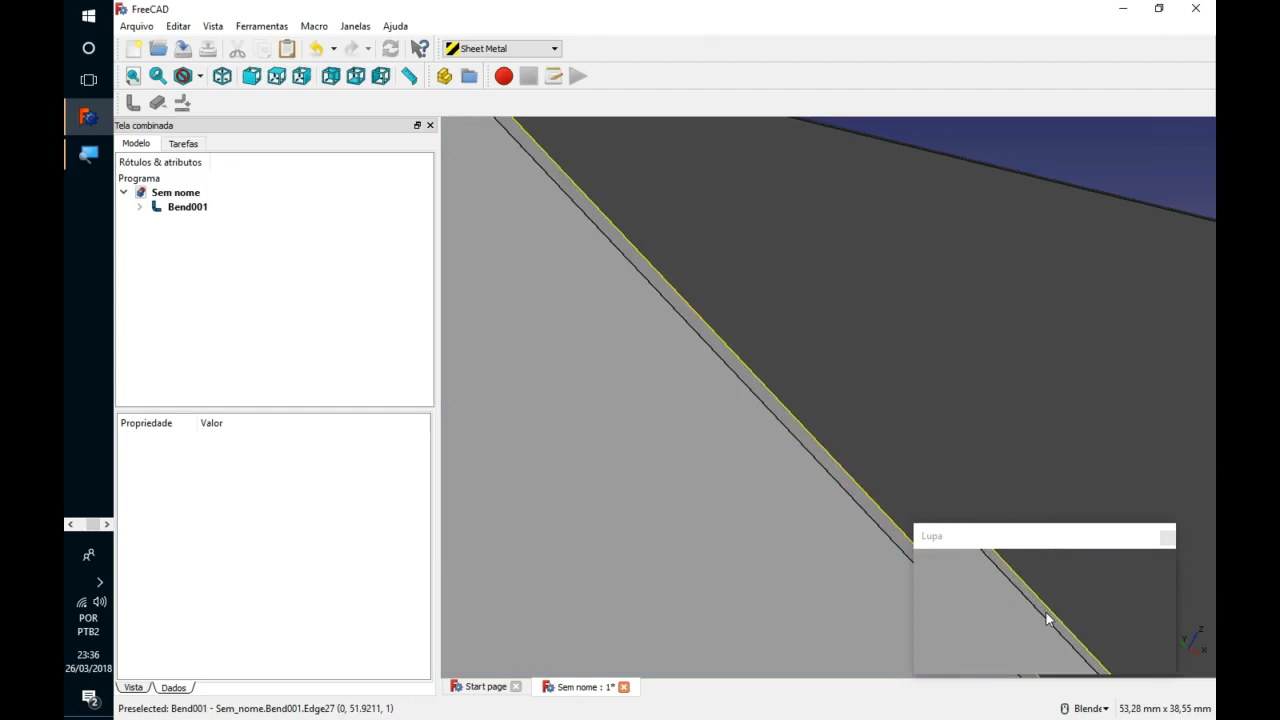 FreeCAD
Arquivo Editar Vista Ferramentas Macro Janelas Ajuda
Sheet Metal
Tela combinada
Modelo Tarefas
Rótulos & atributos
Programa
Sem nome
Bend001
Propriedade Valor
Lupa
Z
Y
X
POR
PTB2
23:36
26/03/2018
2
Vista Dados
Start page Sem nome : 1*
Preselected: Bend001 - Sem_nome.Bend001.Edge27 (0, 51.9211, 1)
Blende
53,28 mm x 38,55 mm